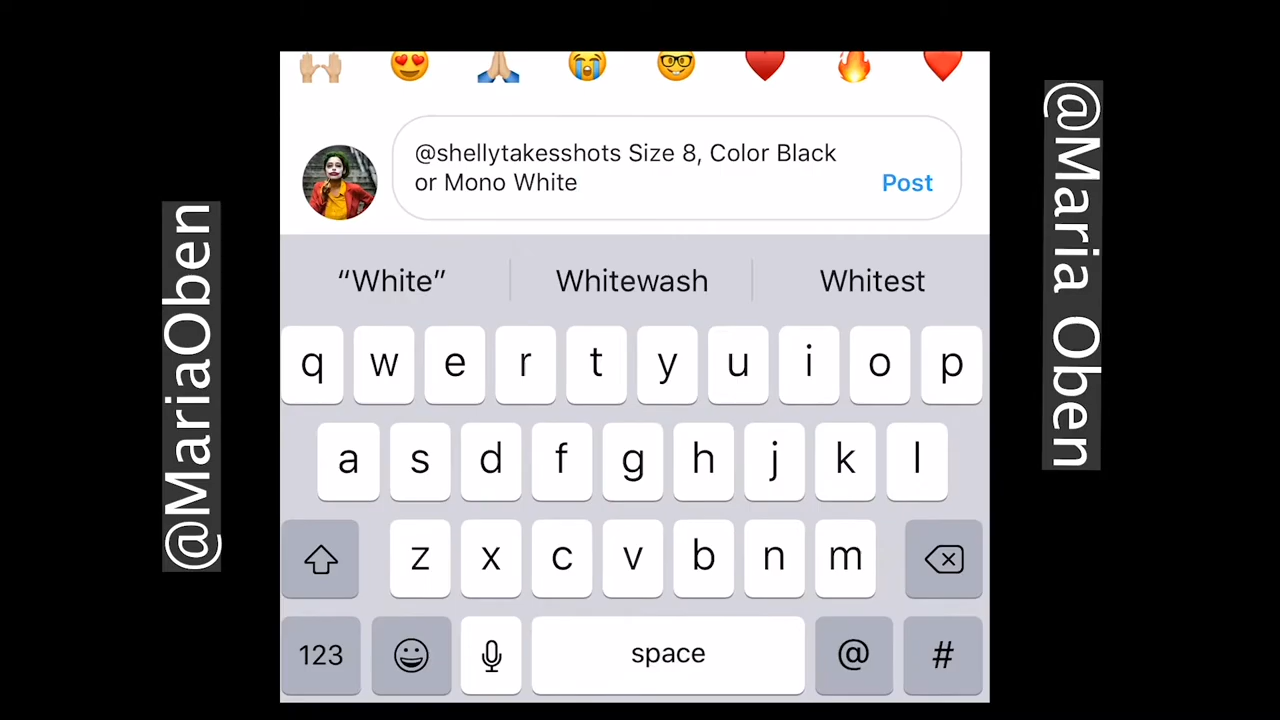 @MariaOben
@shellytakesshots Size 8, Color Black
or Mono White
Post
“White”
Whitewash
Whitest
q w e r t y u i o p
a s d f g h j k l
z x c v b n m
123
space
@
#
@Maria Oben